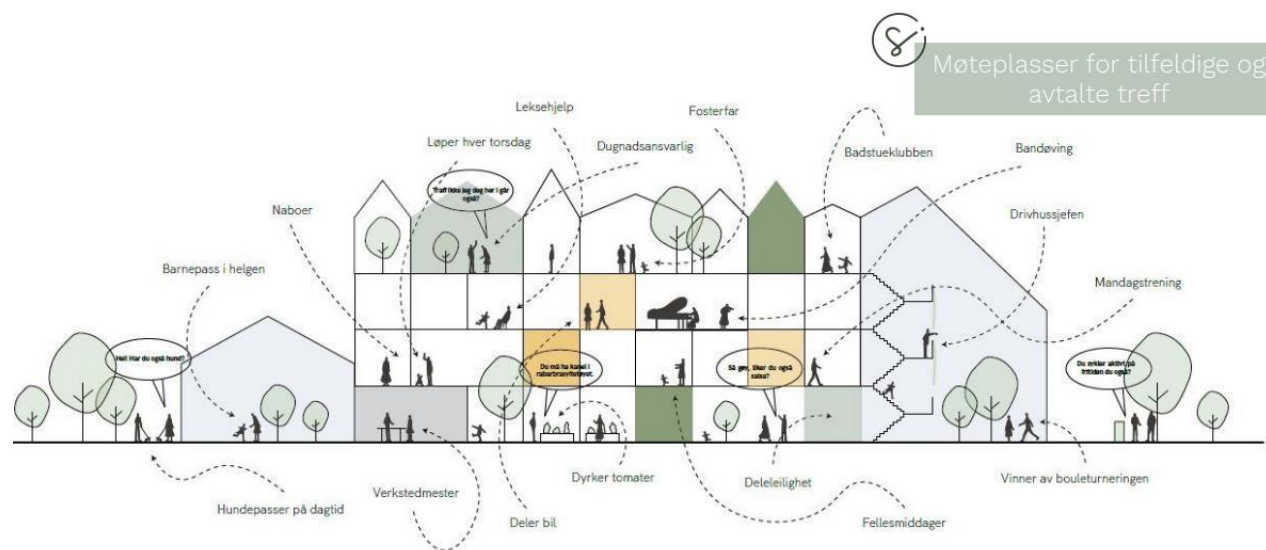 Møteplasser for tilfeldige og
avtalte treff
Leksehjelp
Fosterfar
Løper hver torsdag
Dugnadsansvarlig
Badstueklubben
Bandøving
Traff ikke jeg deg her i går
også?
Naboer
Drivhussjefen
Barnepass i helgen
Mandagstrening
Hei! Har du også hund?
Du må ha kanel i
Så gøy, liker du også
salsa?
Du sykler aktivt på
fritiden du også?
Hundepasser på dagtid
Verkstedmester
Deler bil
Dyrker tomater
Deleleilighet
Fellesmiddager
Vinner av bouleturneringen